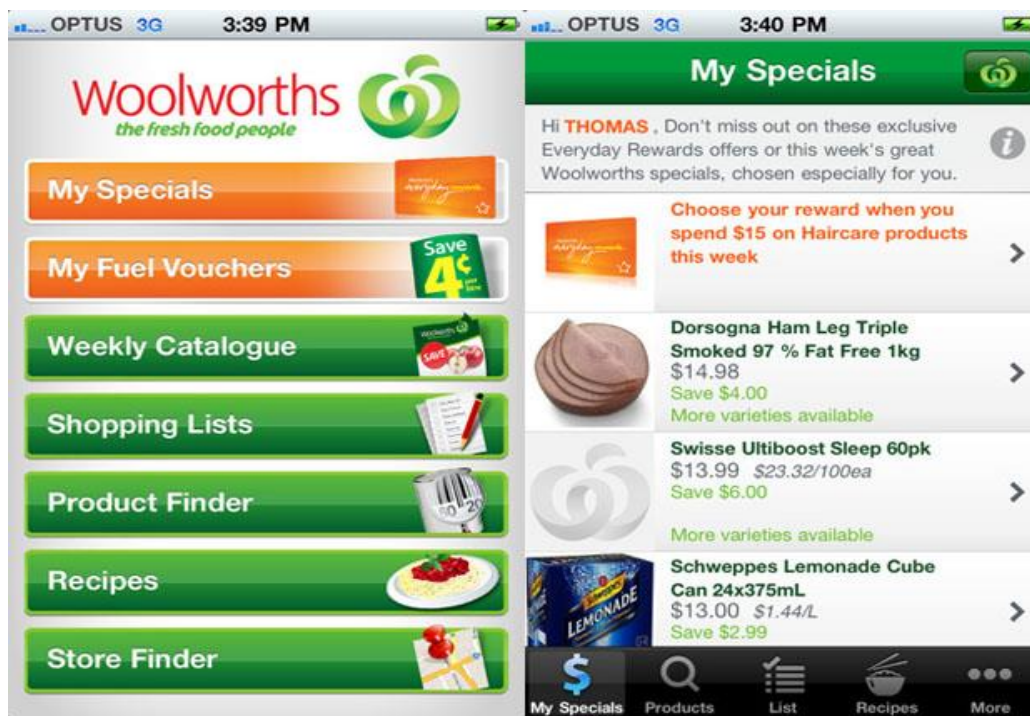 OPTUS 3G 3:39 PM
Woolworths
the fresh food people
My Specials
everyday rewards
My Fuel Vouchers
Save
4¢
Weekly Catalogue
SAVE
Shopping Lists
Product Finder
Recipes
Store Finder
OPTUS 3G 3:40 PM
My Specials
Hi THOMAS , Don't miss out on these exclusive
Everyday Rewards offers or this week's great
Woolworths specials, chosen especially for you.
Choose your reward when you
spend $15 on Haircare products
this week
Dorsogna Ham Leg Triple
Smoked 97 % Fat Free 1kg
$14.98
Save $4.00
More varieties available
Swisse Ultiboost Sleep 60pk
$13.99 $23.32/100ea
Save $6.00
More varieties available
Schweppes
LEMONADE
Schweppes Lemonade Cube
Can 24x375mL
$13.00 $1.44/L
Save $2.99
My Specials Products List Recipes More